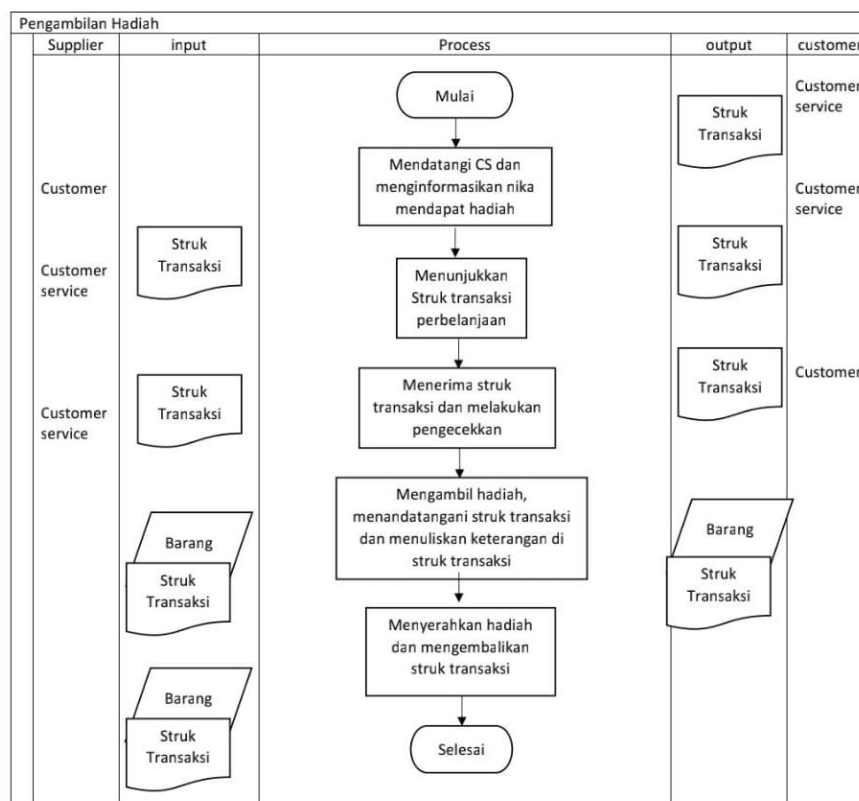 Pengambilan Hadiah
Supplier
input
Process
output
customer
Customer
Customer
service
Customer
service
Struk
Transaksi
Struk
Transaksi
Barang
Struk
Transaksi
Barang
Struk
Transaksi
Mulai
Mendatangi CS dan
menginformasikan nika
mendapat hadiah
Menunjukkan
Struk transaksi
perbelanjaan
Menerima struk
transaksi dan melakukan
pengecekkan
Mengambil hadiah,
menandatangani struk transaksi
dan menuliskan keterangan di
struk transaksi
Menyerahkan hadiah
dan mengembalikan
struk transaksi
Selesai
Struk
Transaksi
Struk
Transaksi
Struk
Transaksi
Barang
Struk
Transaksi
Customer
service
Customer
service
Customer